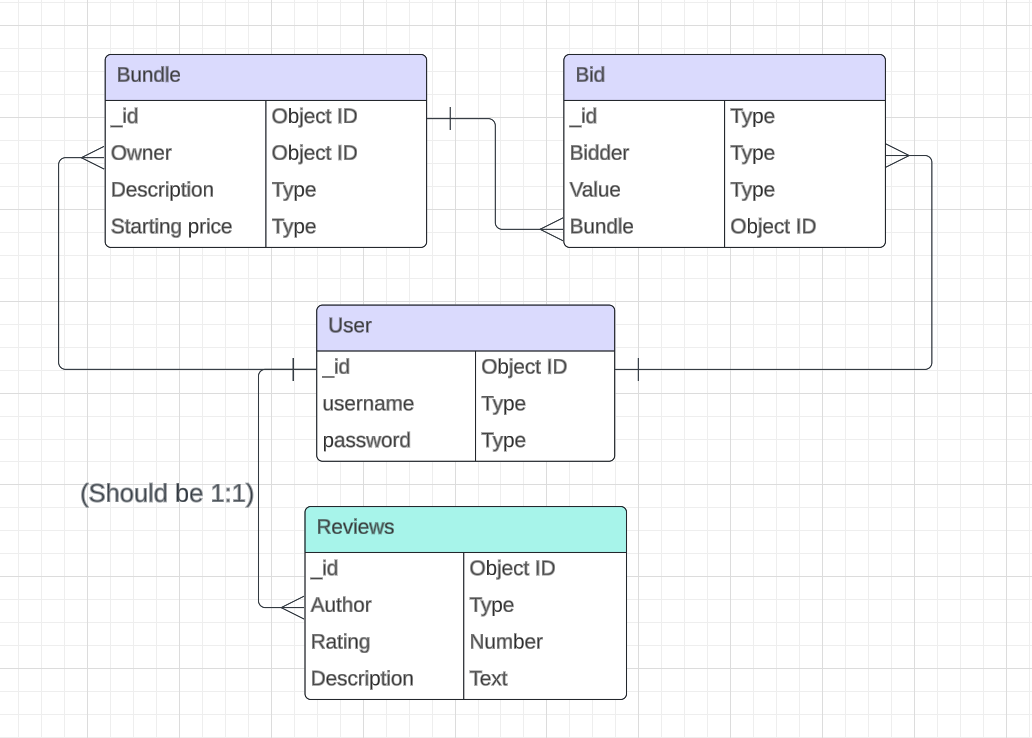 Bundle
_id Object ID
Owner Object ID
Description Type
Starting price Type
Bid
_id Type
Bidder Type
Value Type
Bundle Object ID
User
_id Object ID
username Type
password Type
(Should be 1:1)
Reviews
_id Object ID
Author Type
Rating Number
Description Text